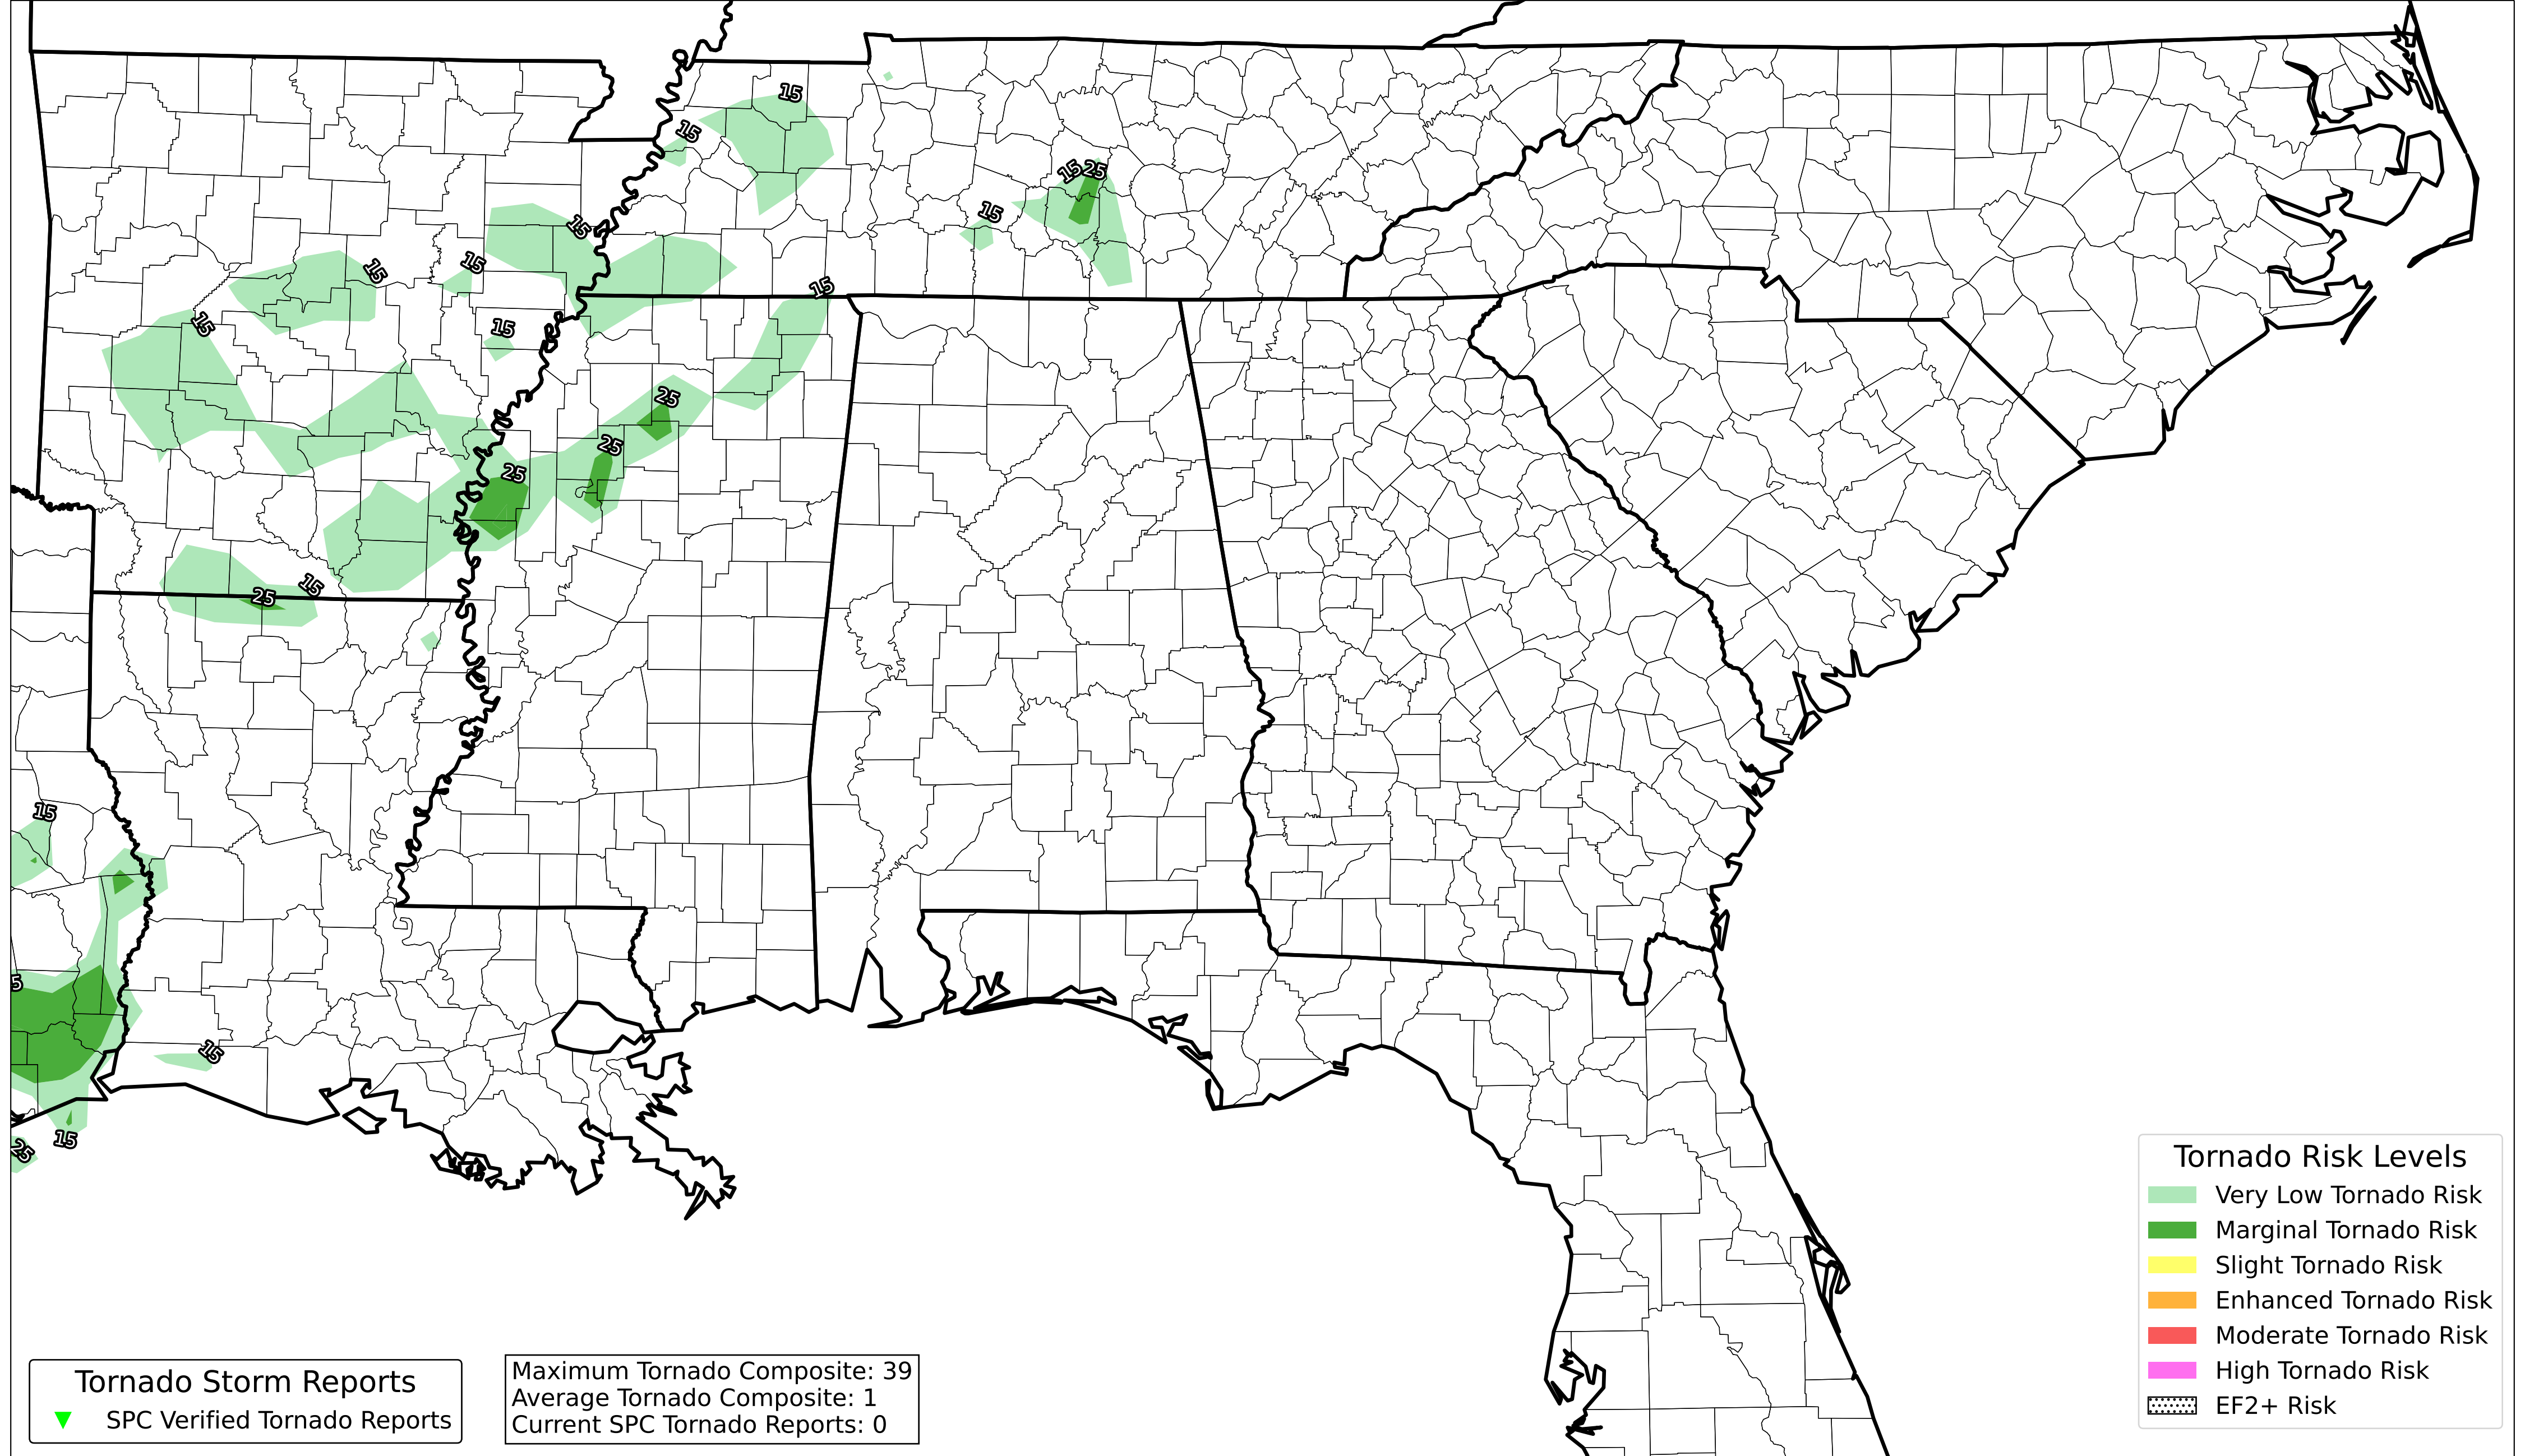 15
15
15 25
15
15
15
15
15
15
15
25
25
25
15
25
15
5
15
15
25
Tornado Risk Levels
Very Low Tornado Risk
Marginal Tornado Risk
Slight Tornado Risk
Enhanced Tornado Risk
Moderate Tornado Risk
High Tornado Risk
EF2+ Risk
Tornado Storm Reports
SPC Verified Tornado Reports
Maximum Tornado Composite: 39
Average Tornado Composite: 1
Current SPC Tornado Reports: 0